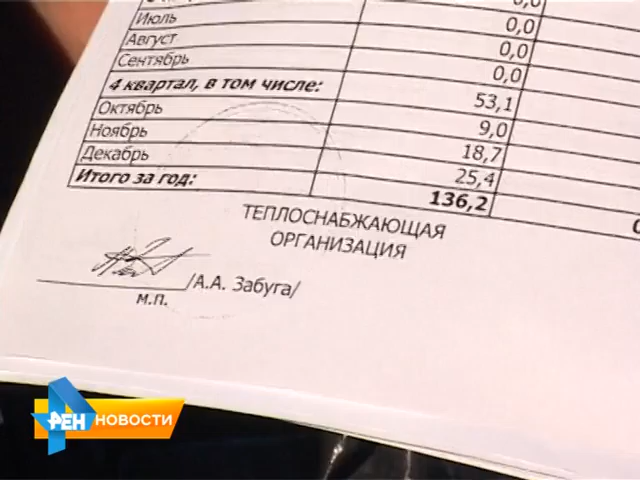 Июль 0,0
Август 0,0
Сентябрь 0,0
4 квартал, в том числе: 53,1
Октябрь 9,0
Ноябрь 18,7
Декабрь 25,4
Итого за год: 136,2
ТЕПЛОСНАБЖАЮЩАЯ
ОРГАНИЗАЦИЯ
/А.А. Забуга/
м.п.
РЕН НОВОСТИ